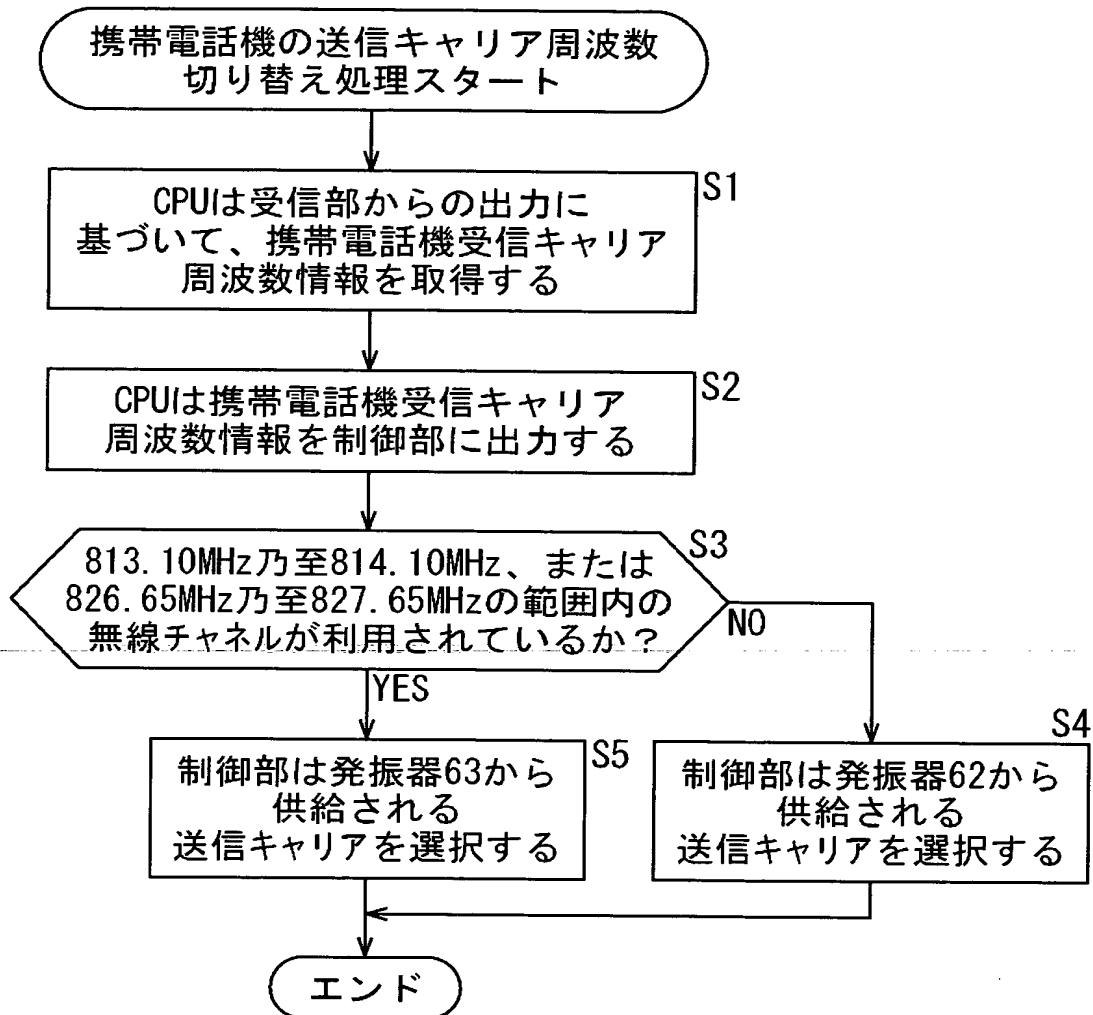 携帯電話機の送信キャリア周波数
切り替え処理スタート
S1
CPUは受信部からの出力に
基づいて、携帯電話機受信キャリア
周波数情報を取得する
S2
CPUは携帯電話機受信キャリア
周波数情報を制御部に出力する
S3
813.10MHz乃至814.10MHz、または
826.65MHz乃至827.65MHzの範囲内の
無線チャネルが利用されているか？
NO
YES
S5
制御部は発振器63から
供給される
送信キャリアを選択する
S4
制御部は発振器62から
供給される
送信キャリアを選択する
エンド